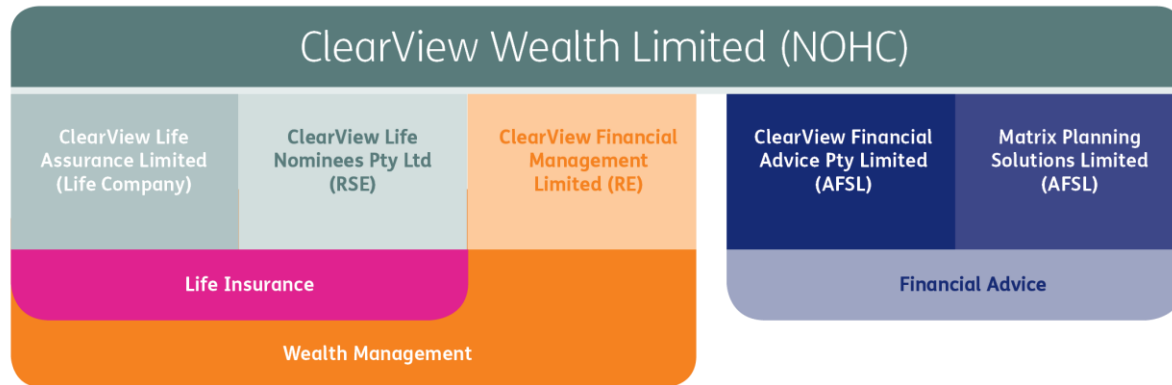 ClearView Wealth Limited (NOHC)
ClearView Life
Assurance Limited
(Life Company)
ClearView Life
Nominees Pty Ltd
(RSE)
ClearView Financial
Management
Limited (RE)
ClearView Financial
Advice Pty Limited
(AFSL)
Matrix Planning
Solutions Limited
(AFSL)
Life Insurance
Financial Advice
Wealth Management